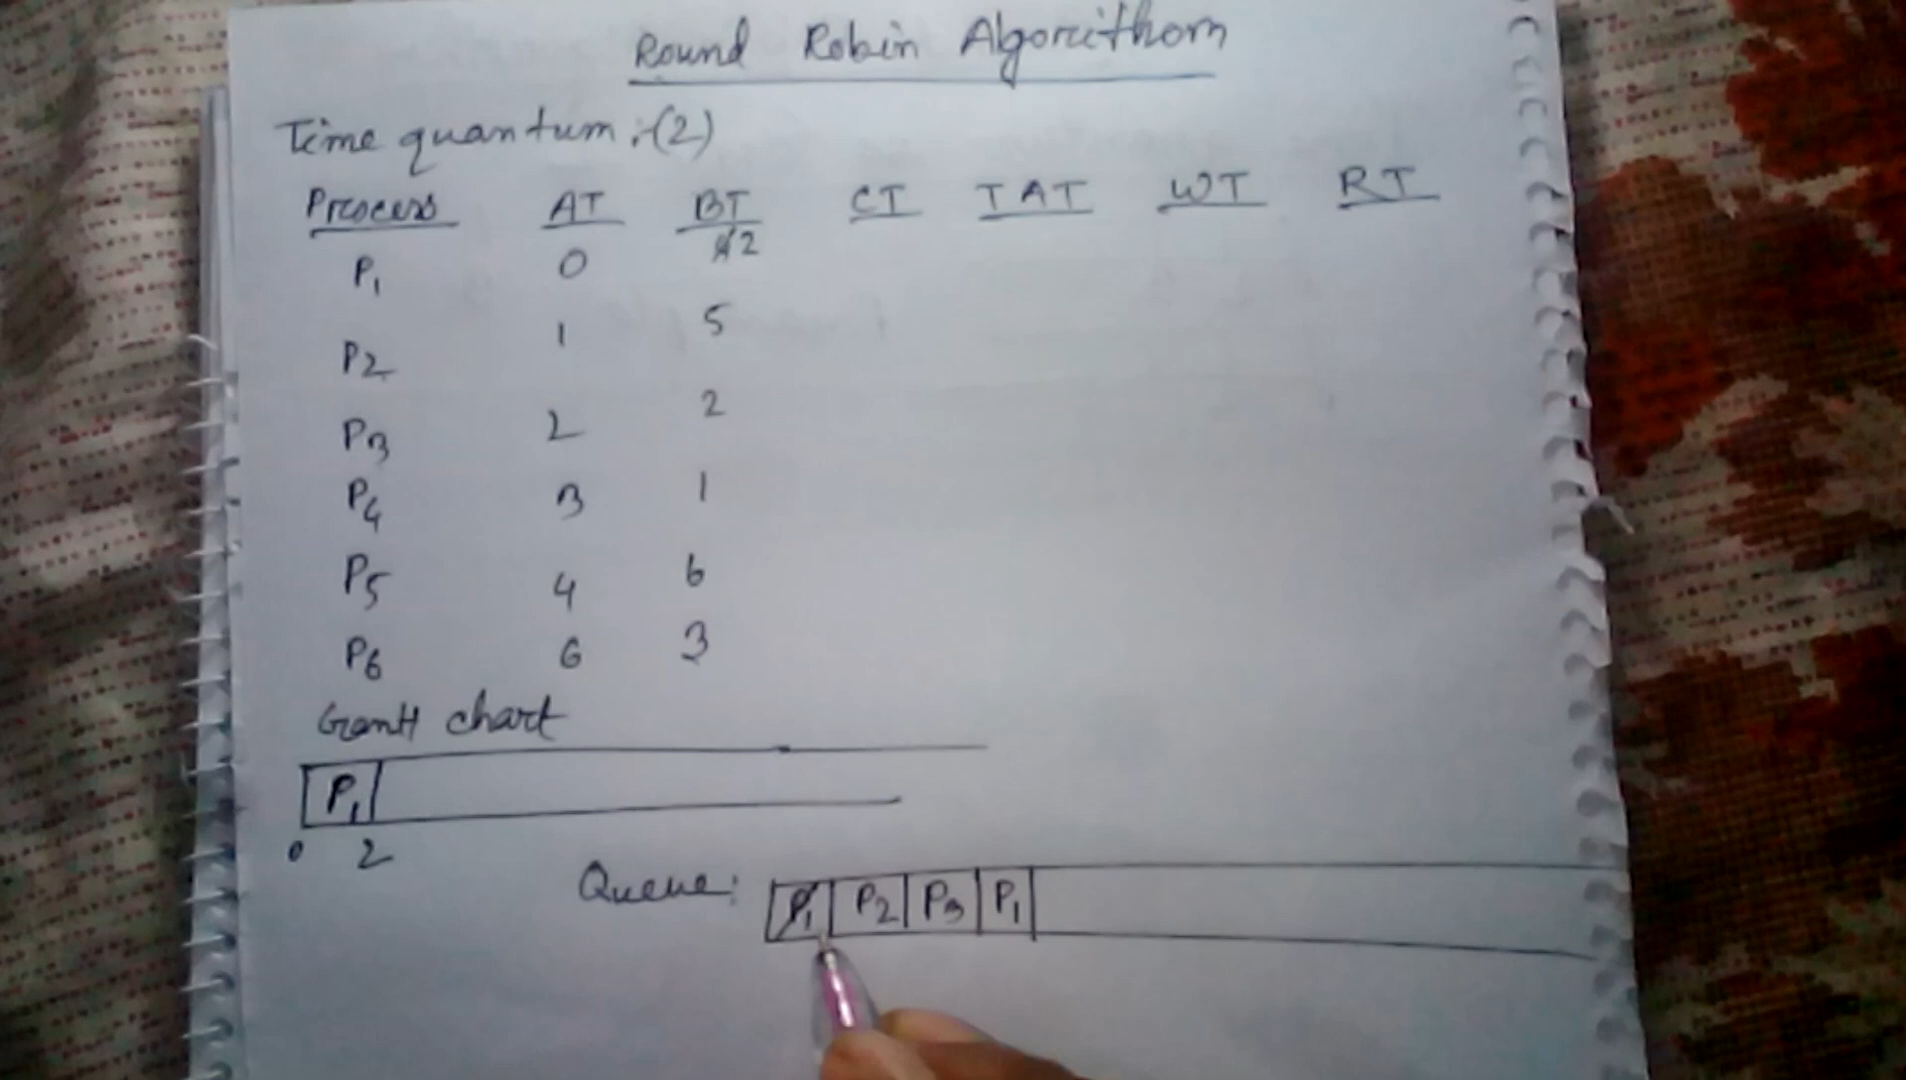 Round Robin Algorithom
Time quantum :-(2)
Process AT BT CT TAT WT RT
P1 0 4 2
P2 1 5
P3 2 2
P4 3 1
P5 4 6
P6 6 3
Gantt chart
P1
0 2
Queue: P1 P2 P3 P1